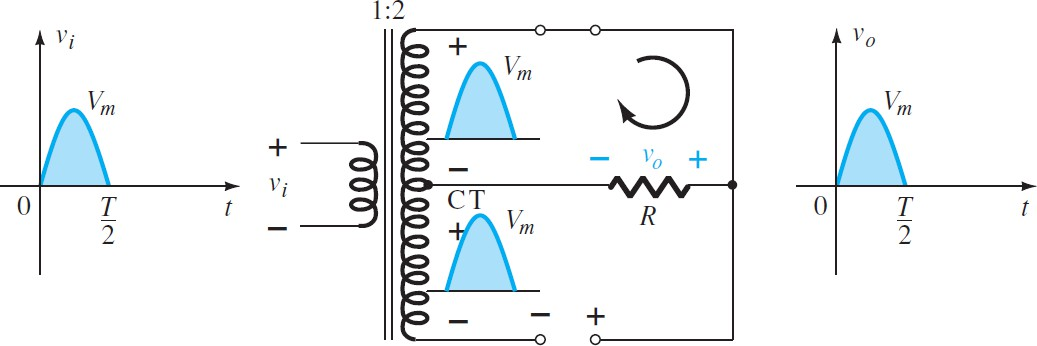 1:2
v_i
V_m
0
T/2
t
+
v_i
−
+
V_m
−
CT
+
V_m
−
−
v_o
+
R
−
+
v_o
V_m
0
T/2
t